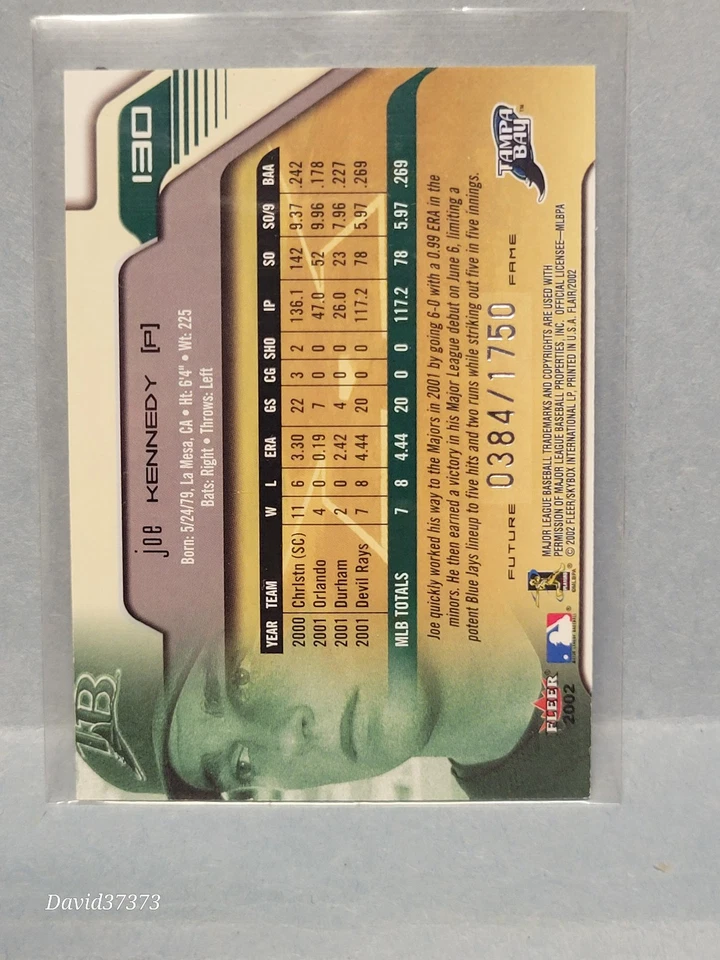 130
joe KENNEDY [P]
Born: 5/24/79, La Mesa, CA • Ht: 6'4" • Wt: 225
Bats: Right • Throws: Left
YEAR TEAM W L ERA GS CG SHO IP SO SO/9 BAA
2000 Chrlstn (SC) 11 6 3.30 22 3 2 136.1 142 9.37 .242
2001 Orlando 4 0 0.19 7 0 0 47.0 52 9.96 .178
2001 Durham 2 0 2.42 4 0 0 26.0 23 7.96 .227
2001 Devil Rays 7 8 4.44 20 0 0 117.2 78 5.97 .269
MLB TOTALS 7 8 4.44 20 0 0 117.2 78 5.97 .269
Joe quickly worked his way to the Majors in 2001 by going 6-0 with a 0.99 ERA in the
minors. He then earned a victory in his Major League debut on June 6, limiting a
potent Blue Jays lineup to five hits and two runs while striking out five in five innings.
FUTURE 0384/1750 FAME
TAMPA
BAY™
MAJOR LEAGUE BASEBALL TRADEMARKS AND COPYRIGHTS ARE USED WITH
PERMISSION OF MAJOR LEAGUE BASEBALL PROPERTIES, INC. OFFICIAL LICENSEE—MLBPA
© 2002 FLEER/SKYBOX INTERNATIONAL LP, PRINTED IN U.S.A. FLAIR/2002
FLEER
2002
TB
David37373